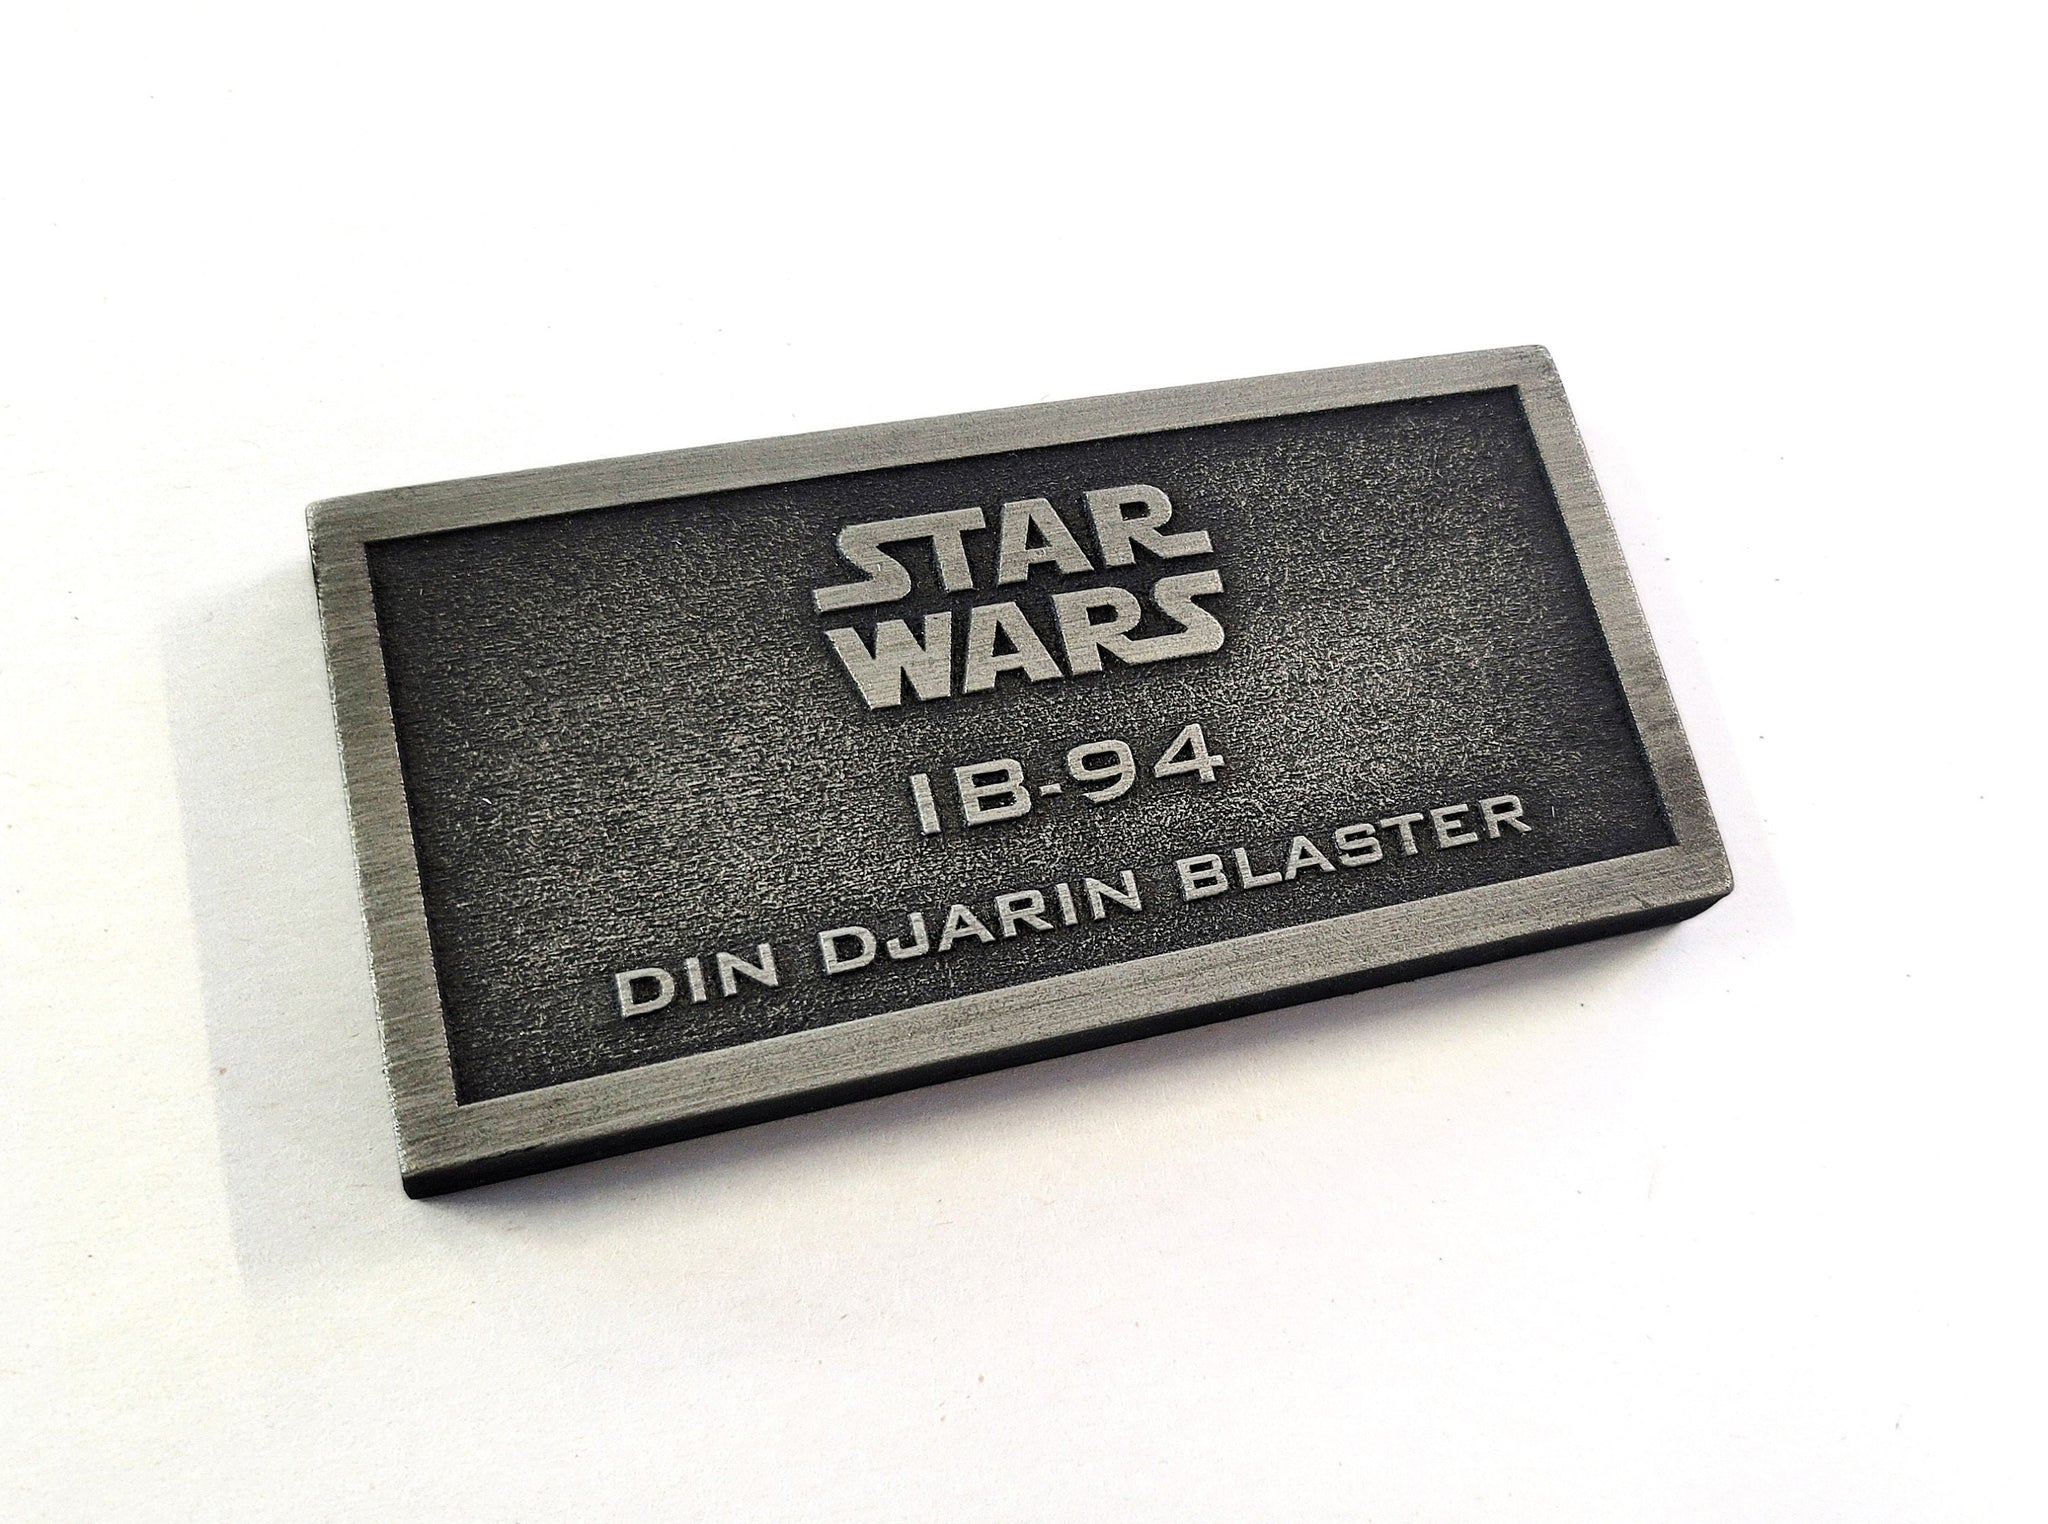 STAR
WARS
IB-94
DIN DJARIN BLASTER